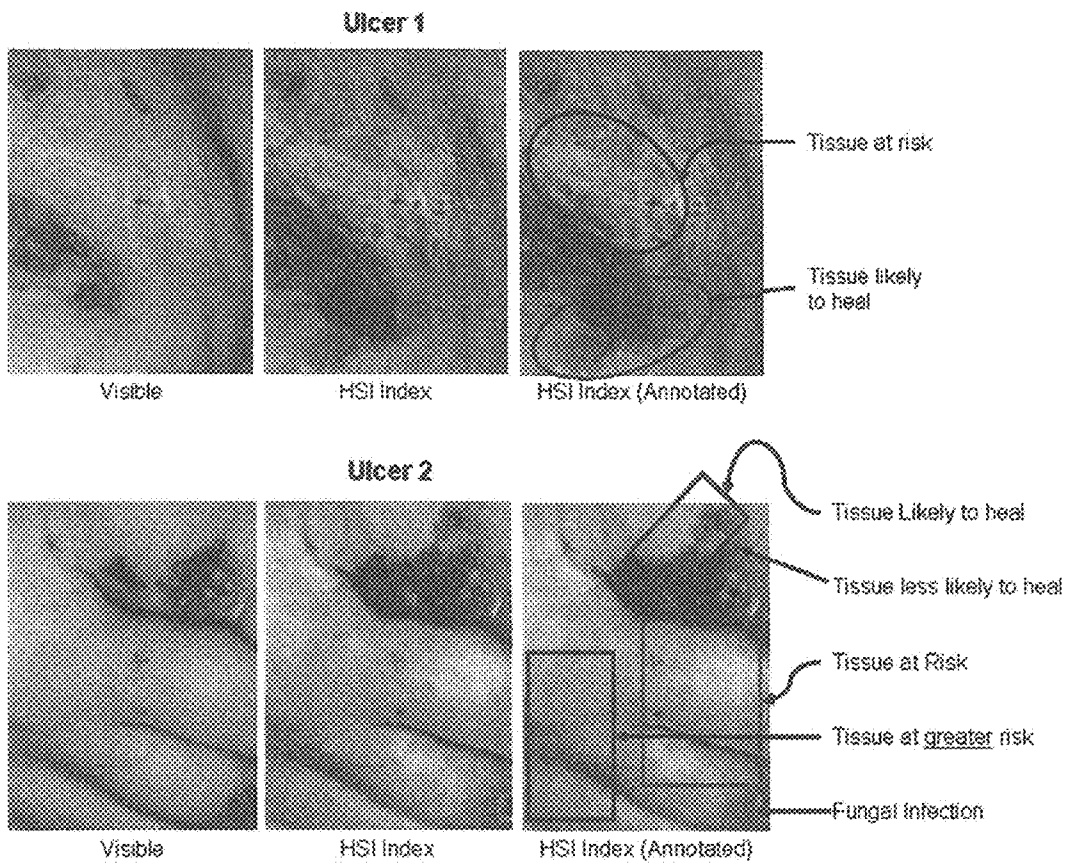 Ulcer 1
Tissue at risk
Tissue likely
to heal
Visible
HSI Index
HSI Index (Annotated)
Ulcer 2
Tissue Likely to heal
Tissue less likely to heal
Tissue at Risk
Tissue at greater risk
Fungal Infection
Visible
HSI Index
HSI Index (Annotated)